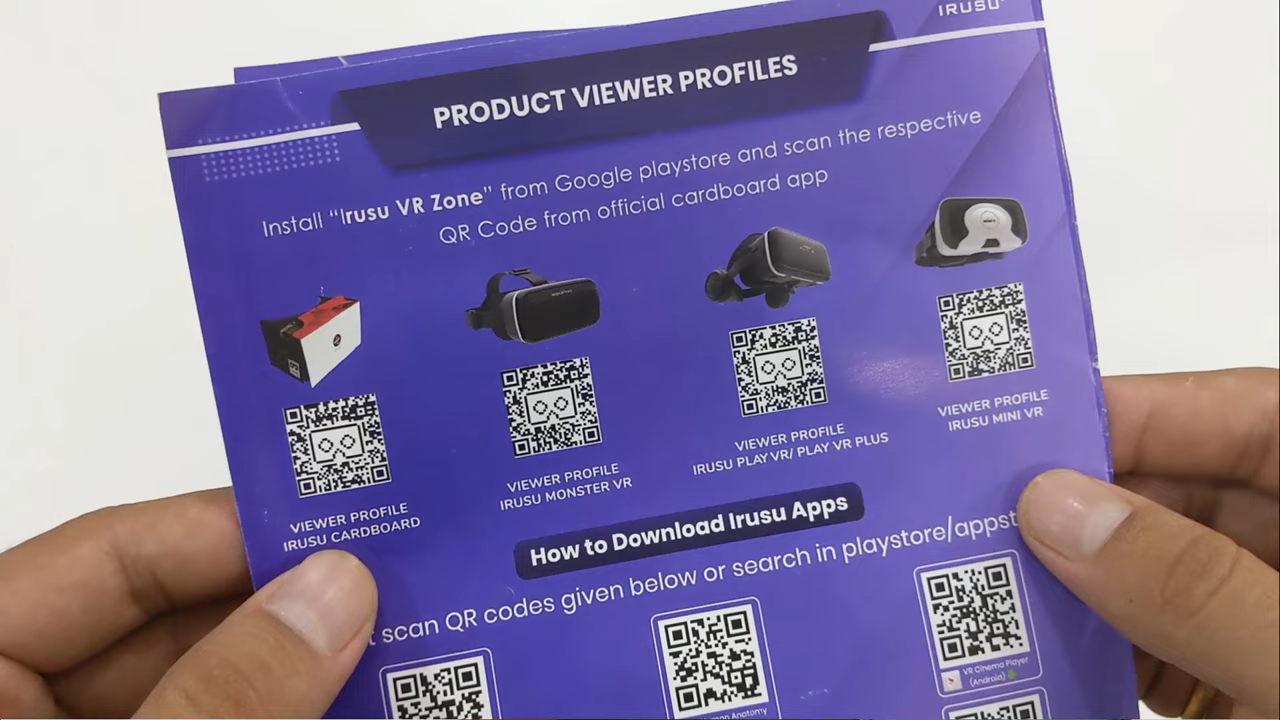 IRUSU
PRODUCT VIEWER PROFILES
Install “Irusu VR Zone” from Google playstore and scan the respective
QR Code from official cardboard app
VIEWER PROFILE
IRUSU CARDBOARD
VIEWER PROFILE
IRUSU MONSTER VR
VIEWER PROFILE
IRUSU PLAY VR/ PLAY VR PLUS
VIEWER PROFILE
IRUSU MINI VR
How to Download Irusu Apps
scan QR codes given below or search in playstore/appst
Anatomy
VR Cinema Player
(Android)